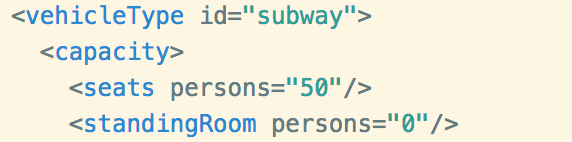 <vehicleType id="subway">
<capacity>
<seats persons="50"/>
<standingRoom persons="0"/>